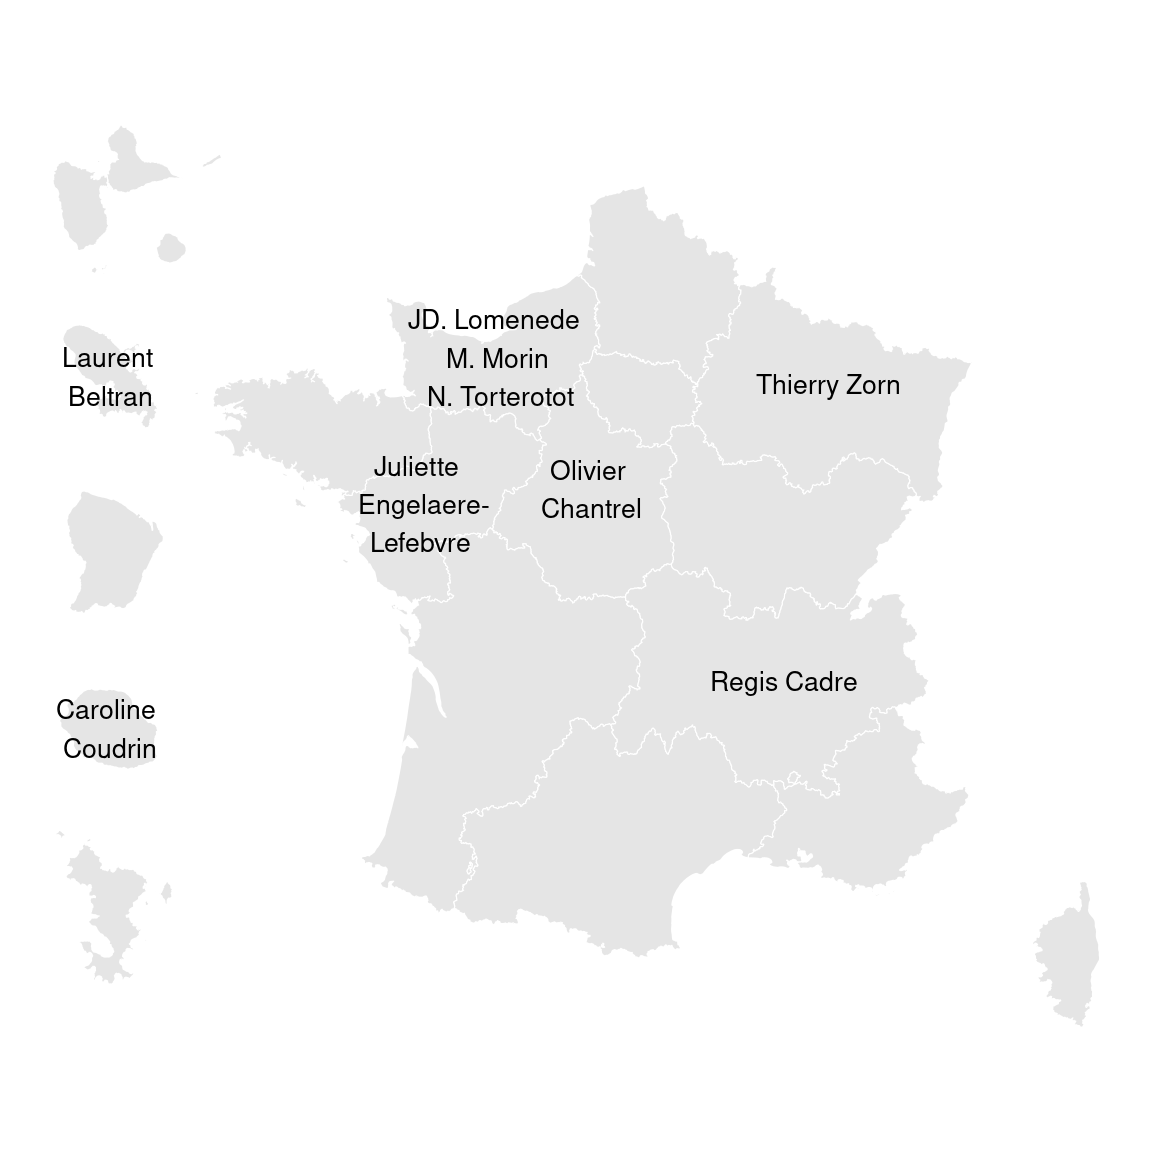 JD. Lomenede
M. Morin
N. Torterotot
Laurent
Beltran
Thierry Zorn
Juliette
Engelaere-
Lefebvre
Olivier
Chantrel
Regis Cadre
Caroline
Coudrin